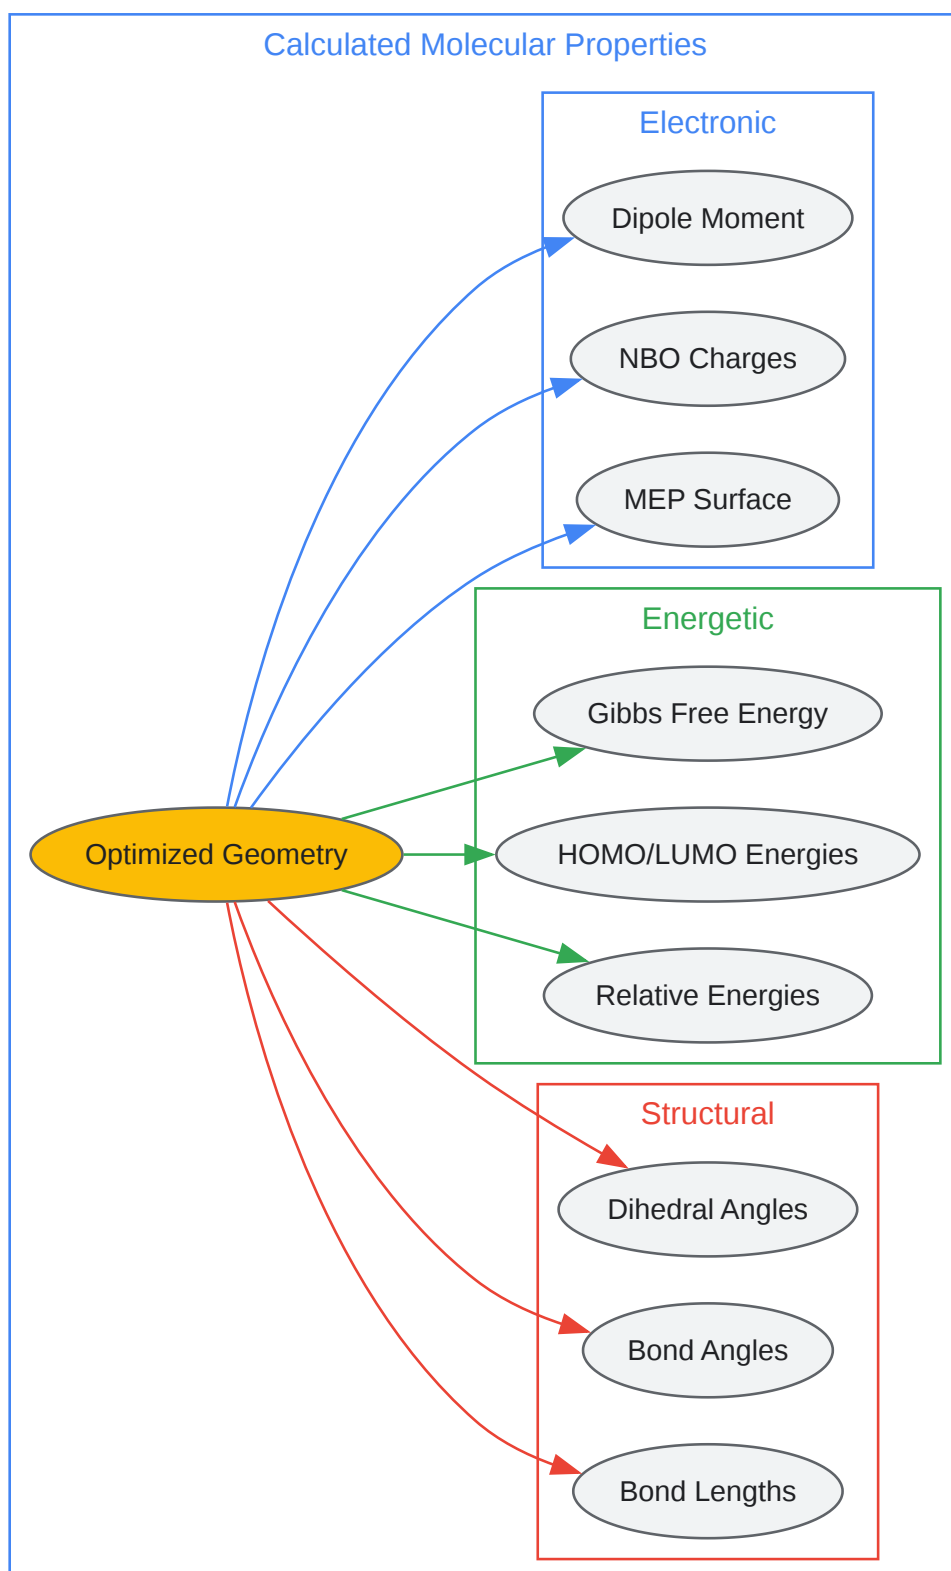 Calculated Molecular Properties
Electronic
Dipole Moment
NBO Charges
MEP Surface
Energetic
Gibbs Free Energy
Optimized Geometry
HOMO/LUMO Energies
Relative Energies
Structural
Dihedral Angles
Bond Angles
Bond Lengths